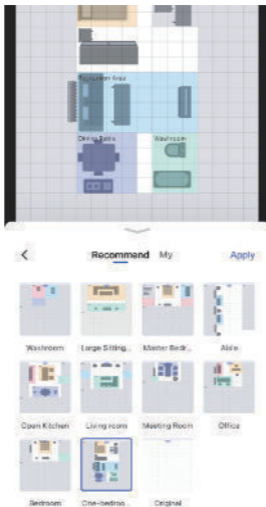 Recreation Area
Dining Room
Washroom
Recommend
My
Apply
Washroom
Large Sitting...
Master Bedr...
Aisle
Open Kitchen
Living room
Meeting Room
Office
Bedroom
One-bedroo...
Original